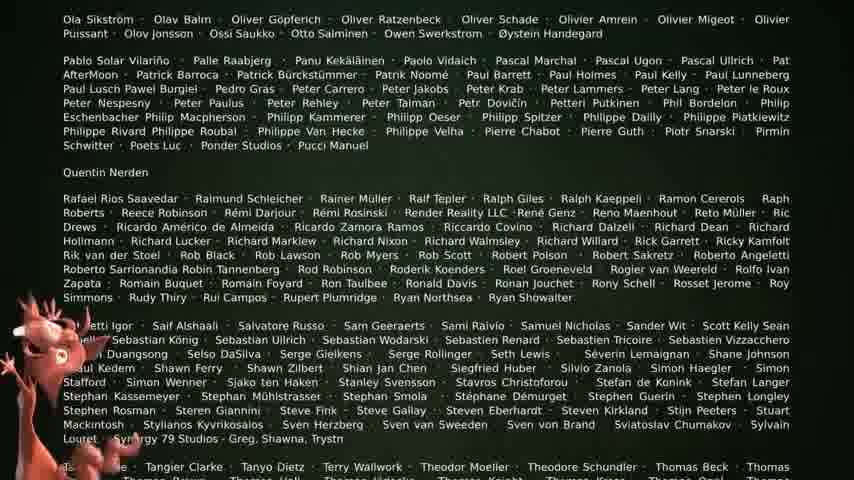 Ola Sikstrom · Olav Balm · Oliver Göpferich · Oliver Ratzenbeck · Oliver Schade · Olivier Amrein · Olivier Migeot · Olivier
Puissant · Olov Jonsson · Ossi Saukko · Otto Salminen · Owen Swerkstrom · Øystein Handegard
Pablo Solar Vilariño · Palle Raabjerg · Panu Kekäläinen · Paolo Vidaich · Pascal Marchal · Pascal Ugon · Pascal Ullrich · Pat
AfterMoon · Patrick Barroca · Patrick Bürckstümmer · Patrik Noomé · Paul Barrett · Paul Holmes · Paul Kelly · Paul Lunneberg
Paul Lusch Pawel Burgiel · Pedro Gras · Peter Carrero · Peter Jakobs · Peter Krab · Peter Lammers · Peter Lang · Peter le Roux
Peter Nespesny · Peter Paulus · Peter Rehley · Peter Talman · Petr Dovičín · Petteri Putkinen · Phil Bordelon · Philip
Eschenbacher Philip Macpherson · Philipp Kammerer · Philipp Oeser · Philipp Spitzer · Philippe Dailly · Philippe Piatkiewitz
Philippe Rivard Philippe Roubal · Philippe Van Hecke · Philippe Velha · Pierre Chabot · Pierre Guth · Piotr Snarski · Pirmin
Schwitter · Poets Luc · Ponder Studios · Pucci Manuel
Quentin Nerden
Rafael Rios Saavedar · Raimund Schleicher · Rainer Müller · Ralf Tepler · Ralph Giles · Ralph Kaeppeli · Ramon Cererols Raph
Roberts · Reece Robinson · Rémi Darjour · Rémi Rosinski · Render Reality LLC ·René Genz · Reno Maenhout · Reto Müller · Ric
Drews · Ricardo Américo de Almeida · Ricardo Zamora Ramos · Riccardo Covino · Richard Dalzell · Richard Dean · Richard
Hollmann · Richard Lucker · Richard Marklew · Richard Nixon · Richard Walmsley · Richard Willard · Rick Garrett · Ricky Kamfolt
Rik van der Stoel · Rob Black · Rob Lawson · Rob Myers · Rob Scott · Robert Polson · Robert Sakretz · Roberto Angeletti
Roberto Sarrionandia Robin Tannenberg · Rod Robinson · Roderik Koenders · Roel Groeneveld · Rogier van Weereld · Rolfo Ivan
Zapata · Romain Buquet · Romain Foyard · Ron Taulbee · Ronald Davis · Ronan Jouchet · Rony Schell · Rosset Jerome · Roy
Simmons · Rudy Thiry · Rui Campos · Rupert Plumridge · Ryan Northsea · Ryan Showalter
Igor · Saif Alshaali · Salvatore Russo · Sam Geeraerts · Sami Raivio · Samuel Nicholas · Sander Wit · Scott Kelly Sean
Sebastian König · Sebastian Ullrich · Sebastian Wodarski · Sebastien Renard · Sebastien Tricoire · Sebastien Vizzacchero
Duangsong · Selso DaSilva · Serge Gielkens · Serge Rollinger · Seth Lewis · Séverin Lemaignan · Shane Johnson
Kedem · Shawn Ferry · Shawn Zilbert · Shian Jan Chen · Siegfried Huber · Silvio Zanola · Simon Haegler · Simon
Stafford · Simon Wenner · Sjako ten Haken · Stanley Svensson · Stavros Christoforou · Stefan de Konink · Stefan Langer
Stephan Kassemeyer · Stephan Mühlstrasser · Stephan Smola · Stéphane Démurget · Stephen Guerin · Stephen Longley
Stephen Rosman · Steren Giannini · Steve Fink · Steve Gallay · Steven Eberhardt · Steven Kirkland · Stijn Peeters · Stuart
Mackintosh · Stylianos Kyvrikosalos · Sven Herzberg · Sven van Sweeden · Sven von Brand · Sviatoslav Chumakov · Sylvain
Synergy 79 Studios - Greg, Shawna, Trystn
Tangier Clarke · Tanyo Dietz · Terry Wallwork · Theodor Moeller · Theodore Schundler · Thomas Beck · Thomas